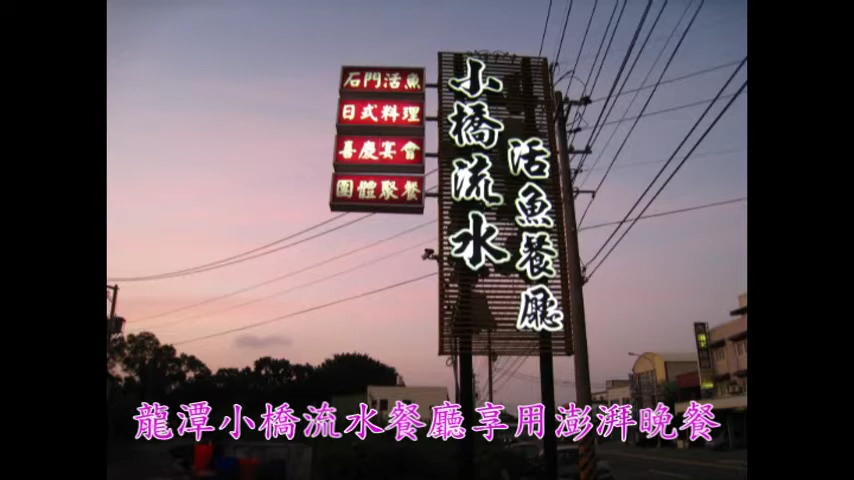 石門活魚
日式料理
喜慶宴會
團體聚餐
小橋流水
活魚餐廳
龍潭小橋流水餐廳享用澎湃晚餐